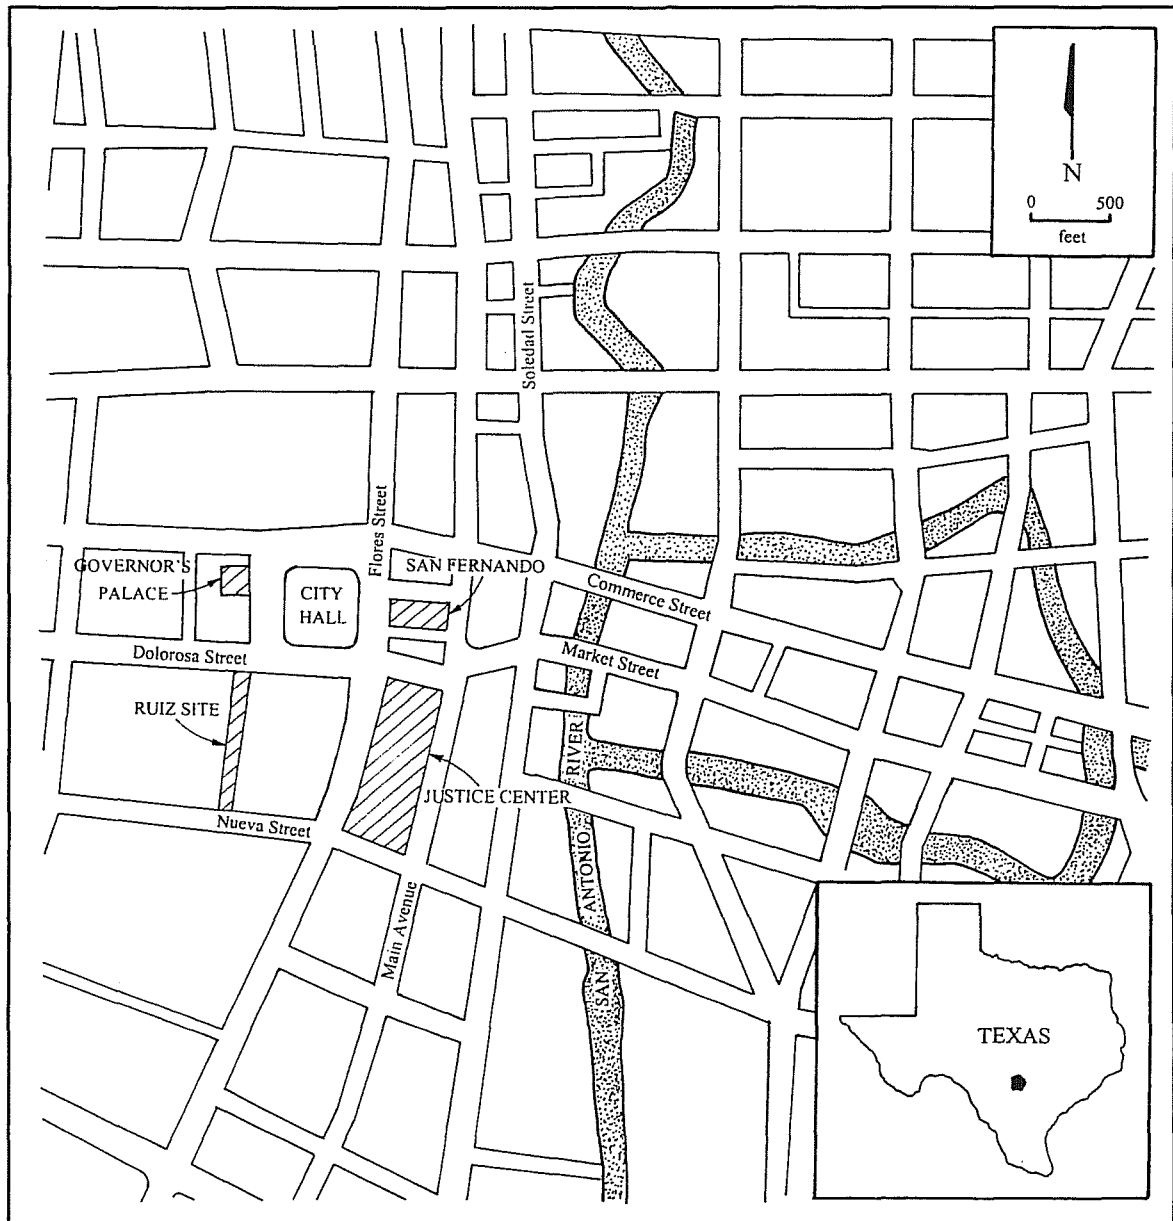 N
0 500
feet
Soledad Street
Flores Street
GOVERNOR'S
PALACE
CITY
HALL
SAN FERNANDO
Commerce Street
Dolorosa Street
Market Street
RUIZ SITE
JUSTICE CENTER
Nueva Street
Main Avenue
SAN ANTONIO RIVER
TEXAS